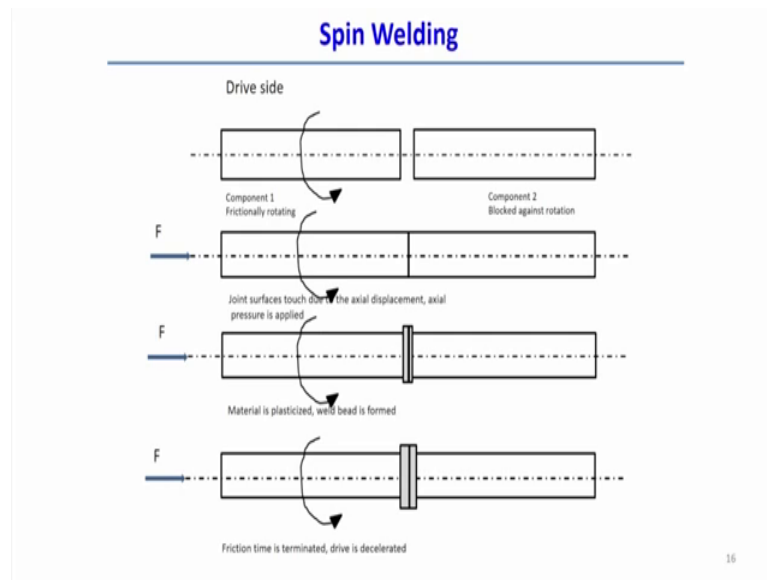 Spin Welding
Drive side
Component 1
Frictionally rotating
Component 2
Blocked against rotation
F
Joint surfaces touch due to the axial displacement, axial
pressure is applied
F
Material is plasticized, weld bead is formed
F
Friction time is terminated, drive is decelerated
16